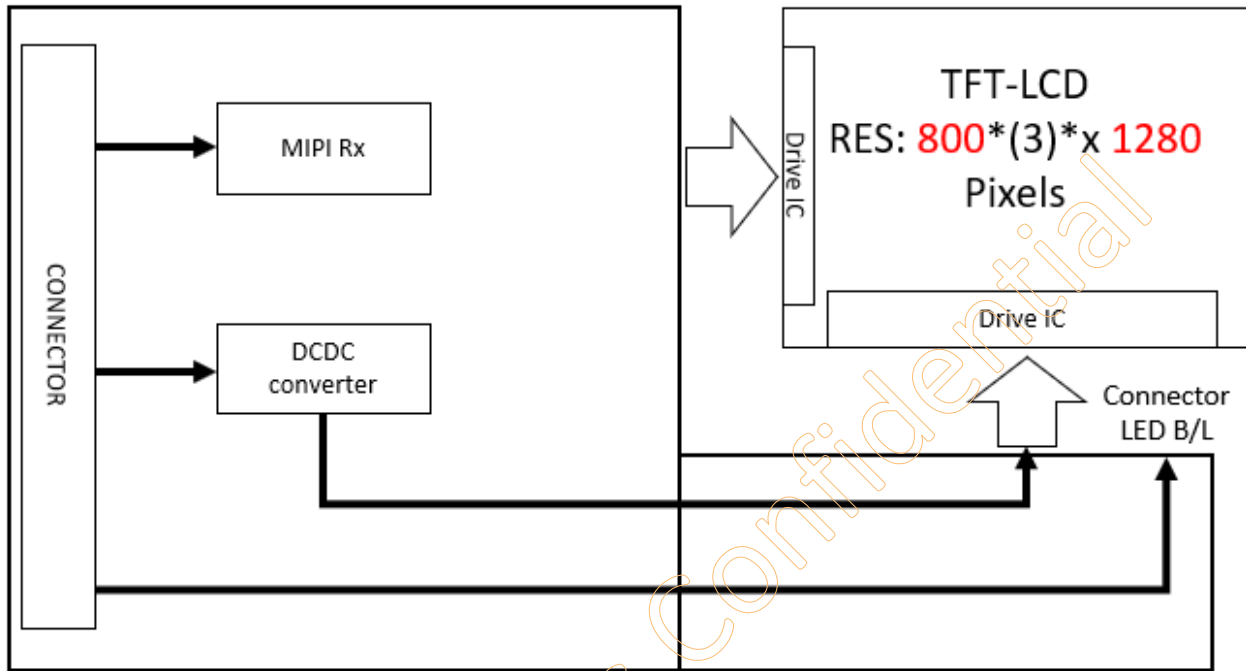 CONNECTOR
MIPI Rx
DCDC
converter
Drive IC
TFT-LCD
RES: 800*(3)*x 1280
Pixels
Drive IC
Connector
LED B/L
Confidential